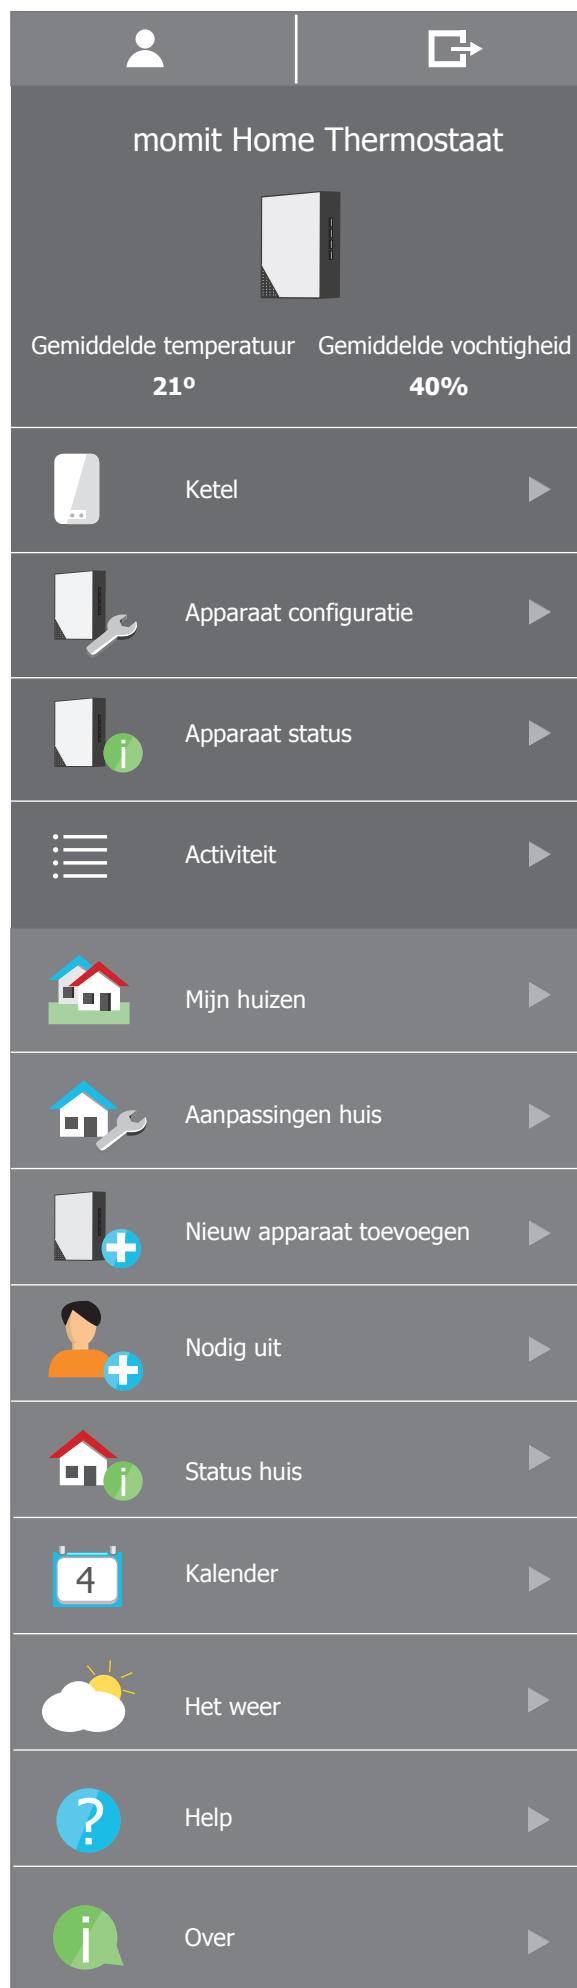 momit Home Thermostaat
Gemiddelde temperatuur Gemiddelde vochtigheid
21º 40%
Ketel
Apparaat configuratie
i
Apparaat status
Activiteit
Mijn huizen
Aanpassingen huis
Nieuw apparaat toevoegen
Nodig uit
i
Status huis
4
Kalender
Het weer
?
Help
i
Over